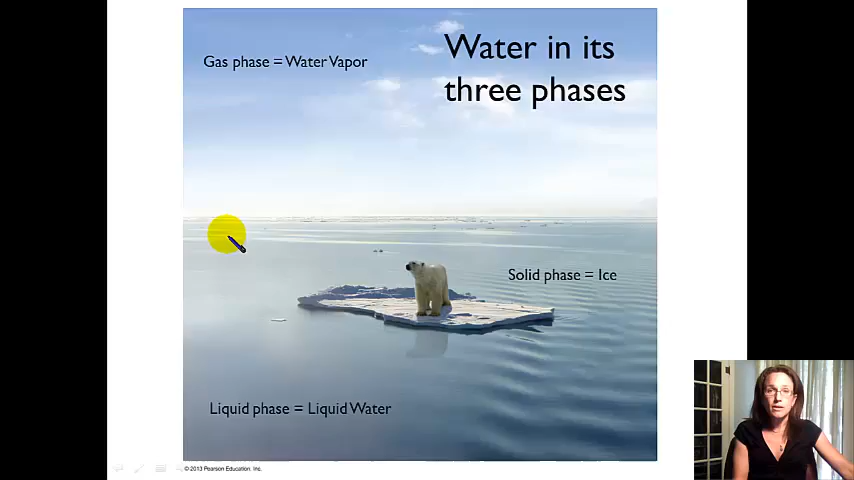 Water in its
three phases
Gas phase = Water Vapor
Solid phase = Ice
Liquid phase = Liquid Water
© 2013 Pearson Education, Inc.